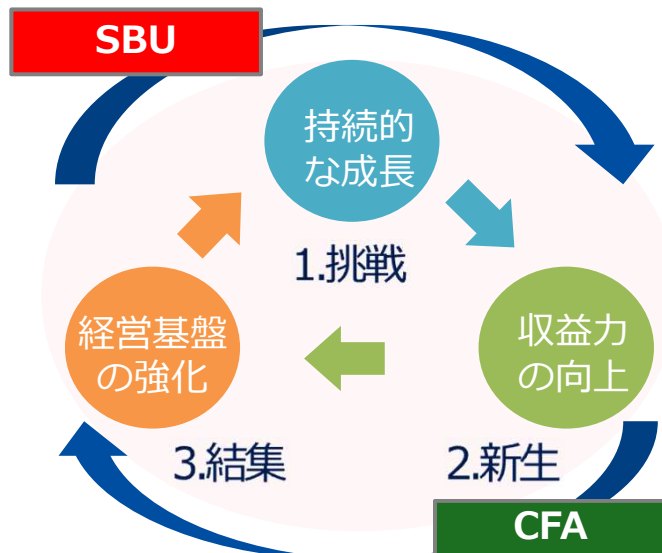 SBU
持続的
な成長
1.挑戦
経営基盤
の強化
収益力
の向上
3.結集
2.新生
CFA